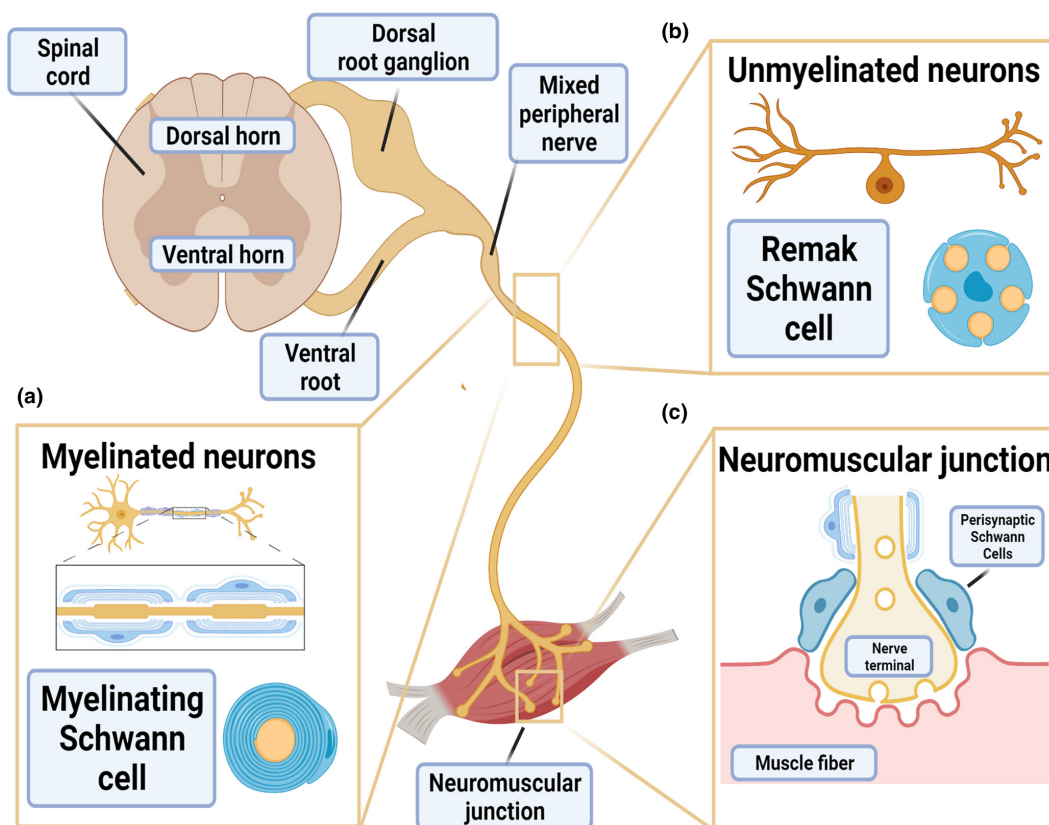 Spinal
cord
Dorsal
root ganglion
Mixed
peripheral
nerve
Dorsal horn
Ventral horn
Ventral
root
(b)
Unmyelinated neurons
Remak
Schwann
cell
(a)
Myelinated neurons
Myelinating
Schwann
cell
(c)
Neuromuscular junction
Perisynaptic
Schwann
Cells
Nerve
terminal
Muscle fiber
Neuromuscular
junction